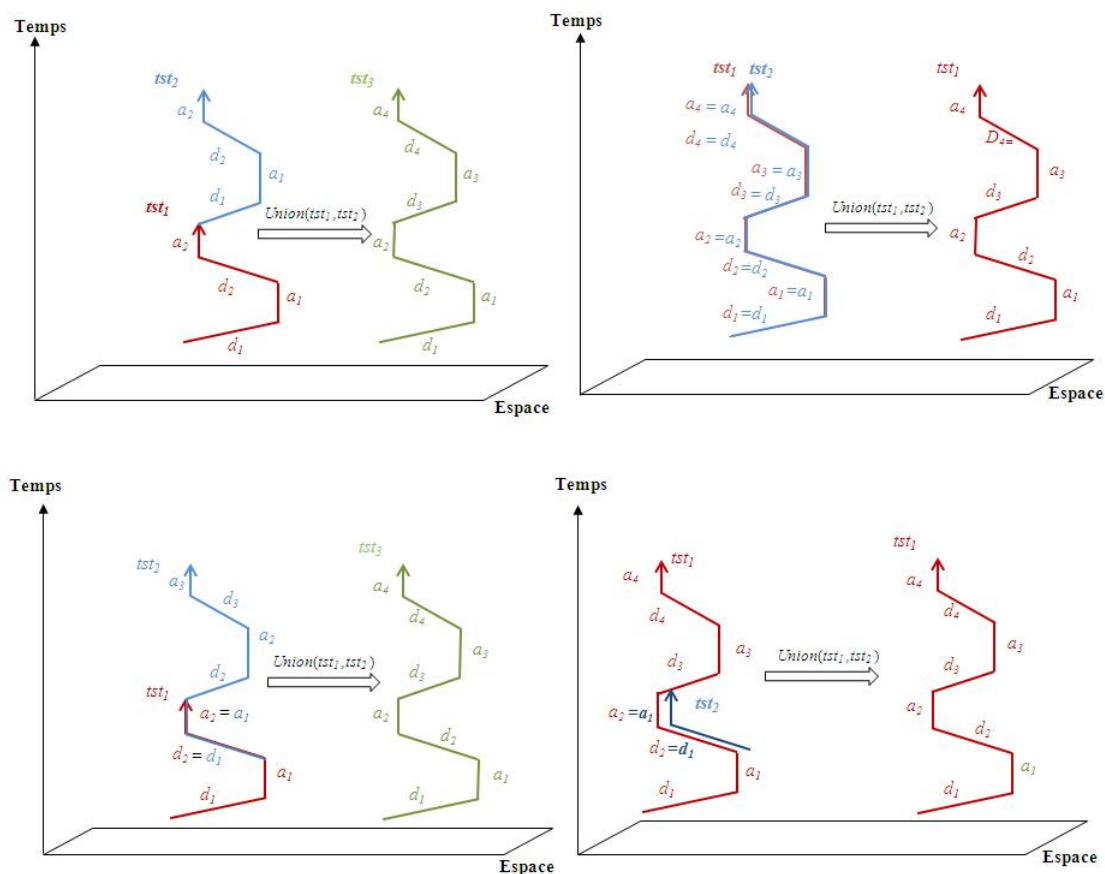 Temps
tst2
tst3
a2
a4
d2
d4
a1
a3
d1
d3
tst1
Union(tst1,tst2)
a2
a2
d2
a1
d2
a1
d1
d1
Espace
Temps
tst1 tst2
tst1
a4 = a4
a4
d4 = d4
D4=
a3 = a3
a3
d3 = d3
d3
Union(tst1,tst2)
a2 =a2
a2
d2=d2
d2
a1=a1
a1
d1=d1
d1
Espace
Temps
tst2
tst3
a3
d3
a4
d4
a2
a3
d2
Union(tst1,tst2)
d3
tst1
a2 = a1
a2
d2= d1
d2
a1
a1
d1
d1
Espace
Temps
tst1
tst1
a4
a4
d4
d4
a3
a3
d3
Union(tst1,tst2)
d3
tst2
a2 =a1
a2
d2=d1
d2
a1
a1
d1
d1
Espace